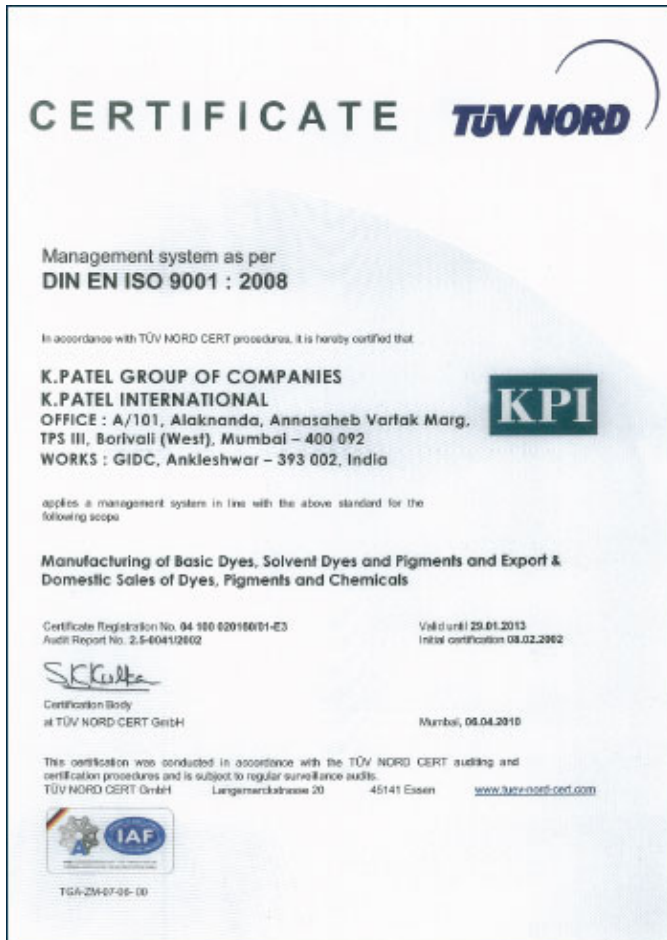 CERTIFICATE
TÜV NORD
Management system as per
DIN EN ISO 9001 : 2008
In accordance with TÜV NORD CERT procedures, it is hereby certified that
K.PATEL GROUP OF COMPANIES
K.PATEL INTERNATIONAL
OFFICE : A/101, Alaknanda, Annasaheb Vartak Marg,
TPS III, Borivali (West), Mumbai – 400 092
WORKS : GIDC, Ankleshwar – 393 002, India
KPI
applies a management system in line with the above standard for the
following scope
Manufacturing of Basic Dyes, Solvent Dyes and Pigments and Export &
Domestic Sales of Dyes, Pigments and Chemicals
Certificate Registration No. 04 100 020160/01-E3
Audit Report No. 2.5-0041/2002
Valid until 29.01.2013
Initial certification 08.02.2002
Certification Body
at TÜV NORD CERT GmbH
Mumbai, 06.04.2010
This certification was conducted in accordance with the TÜV NORD CERT auditing and
certification procedures and is subject to regular surveillance audits.
TÜV NORD CERT GmbH Langemarckstrasse 20 45141 Essen www.tuev-nord-cert.com
IAF
TGA-ZM-07-06-00